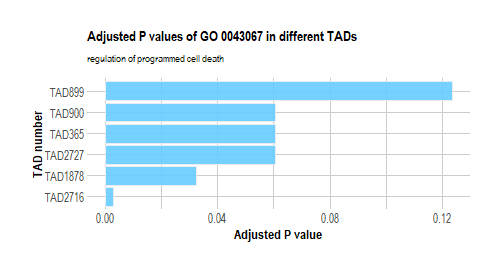 Adjusted P values of GO 0043067 in different TADs
regulation of programmed cell death
TAD number
TAD899
TAD900
TAD365
TAD2727
TAD1878
TAD2716
0.00 0.04 0.08 0.12
Adjusted P value